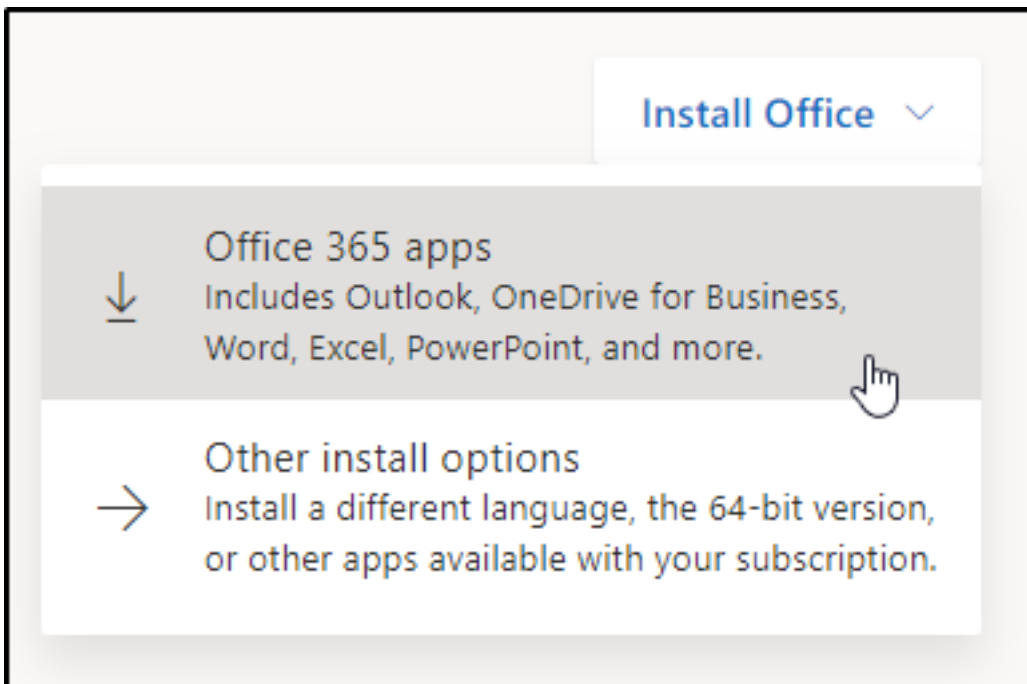 Install Office
Office 365 apps
Includes Outlook, OneDrive for Business,
Word, Excel, PowerPoint, and more.
Other install options
Install a different language, the 64-bit version,
or other apps available with your subscription.